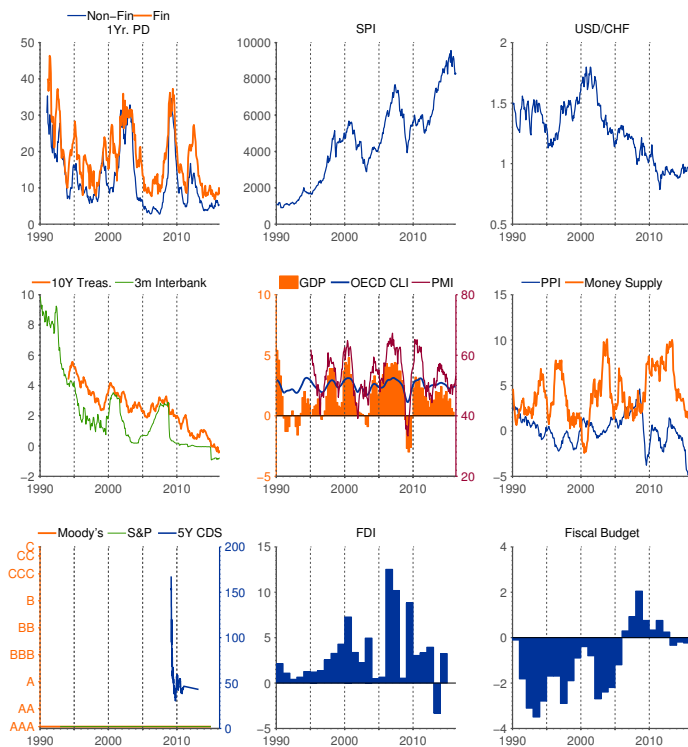 Non−Fin Fin
1Yr. PD
50
40
30
20
10
0
1990 2000 2010
SPI
10000
8000
6000
4000
2000
0
1990 2000 2010
USD/CHF
2
1.5
1
0.5
1990 2000 2010
10Y Treas. 3m Interbank
10
8
6
4
2
0
−2
1990 2000 2010
GDP OECD CLI PMI
10 80
5 60
0 40
−5 20
1990 2000 2010
PPI Money Supply
15
10
5
0
−5
1990 2000 2010
Moody's S&P 5Y CDS
C 200
CC
CCC
B 150
BB 100
BBB
A 50
AA
AAA 0
1990 2000 2010
FDI
15
10
5
0
−5
1990 2000 2010
Fiscal Budget
4
2
0
−2
−4
1990 2000 2010